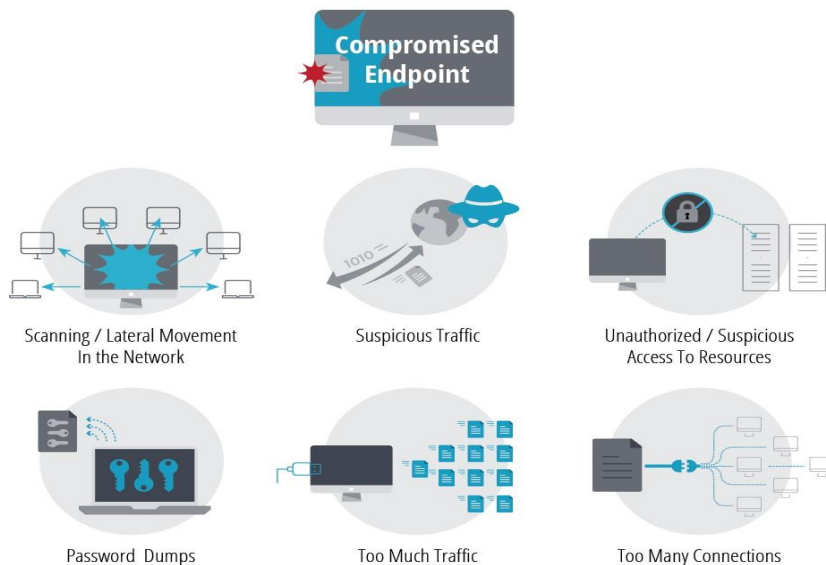 Compromised
Endpoint
Scanning / Lateral Movement
In the Network
1010
Suspicious Traffic
Unauthorized / Suspicious
Access To Resources
Password Dumps
Too Much Traffic
Too Many Connections